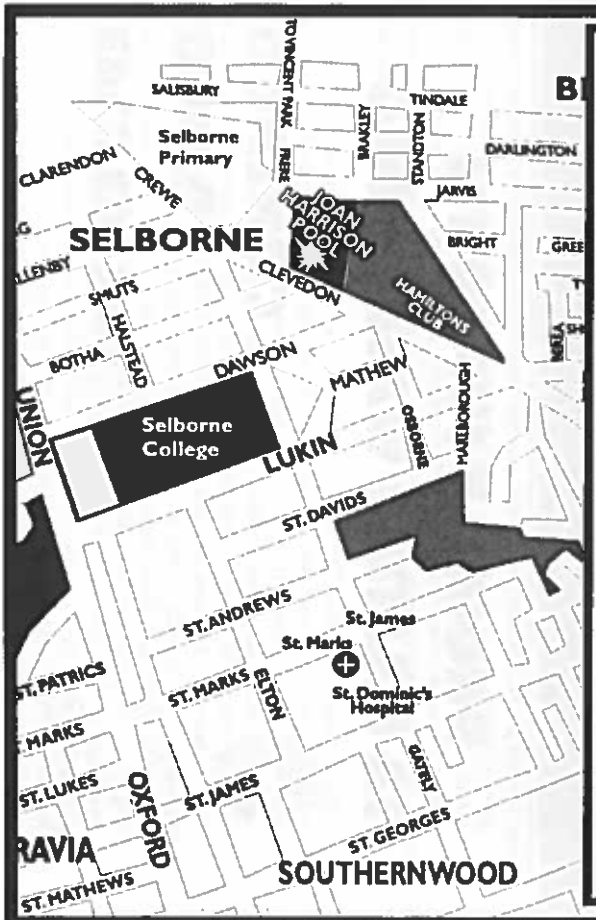 TO VINCENT PARK
SALISBURY
TINDALE
BRAKLEY
STANDTON
Selborne
Primary
FRERE
DARLINGTON
CLARENDON
CREWE
JARVIS
JOAN
HARRISON
POOL
SELBORNE
BRIGHT
GREE
CLEVEDON
HAMILTONS
CLUB
SMUTS
HALSTEAD
BOTHA
DAWSON
MATHEW
MARLBOROUGH
OSBORNE
UNION
Selborne
College
LUKIN
ST. DAVIDS
ST. ANDREWS
St. James
St. Marks
ST. PATRICS
ST. MARKS
ELTON
St. Dominic's
Hospital
MARKS
GATELY
ST. LUKES
OXFORD
ST. JAMES
ST. GEORGES
RAVIA
SOUTHERNWOOD
ST. MATHEWS